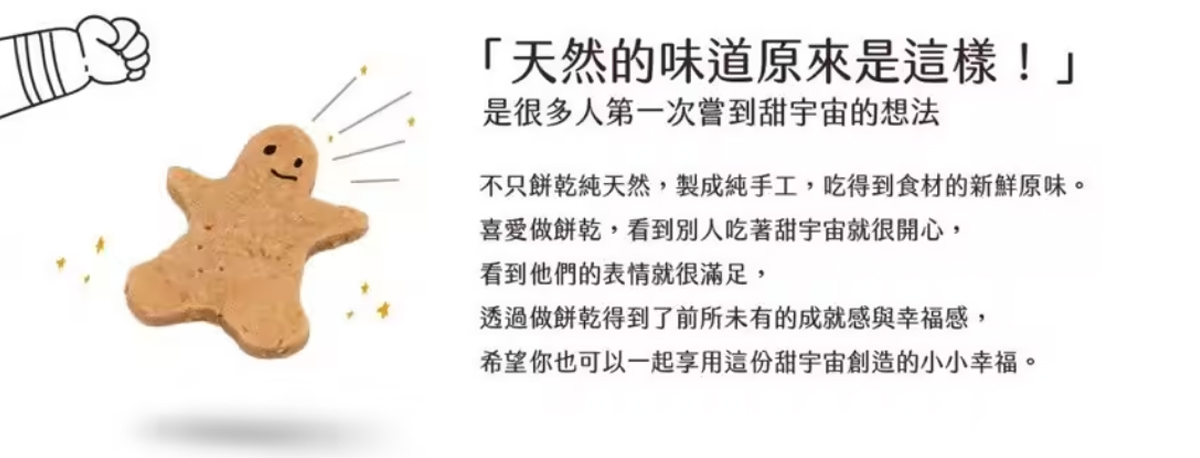 「天然的味道原來是這樣！」
是很多人第一次嘗到甜宇宙的想法
不只餅乾純天然，製成純手工，吃得到食材的新鮮原味。
喜愛做餅乾，看到別人吃著甜宇宙就很開心，
看到他們的表情就很滿足，
透過做餅乾得到了前所未有的成就感與幸福感，
希望你也可以一起享用這份甜宇宙創造的小小幸福。